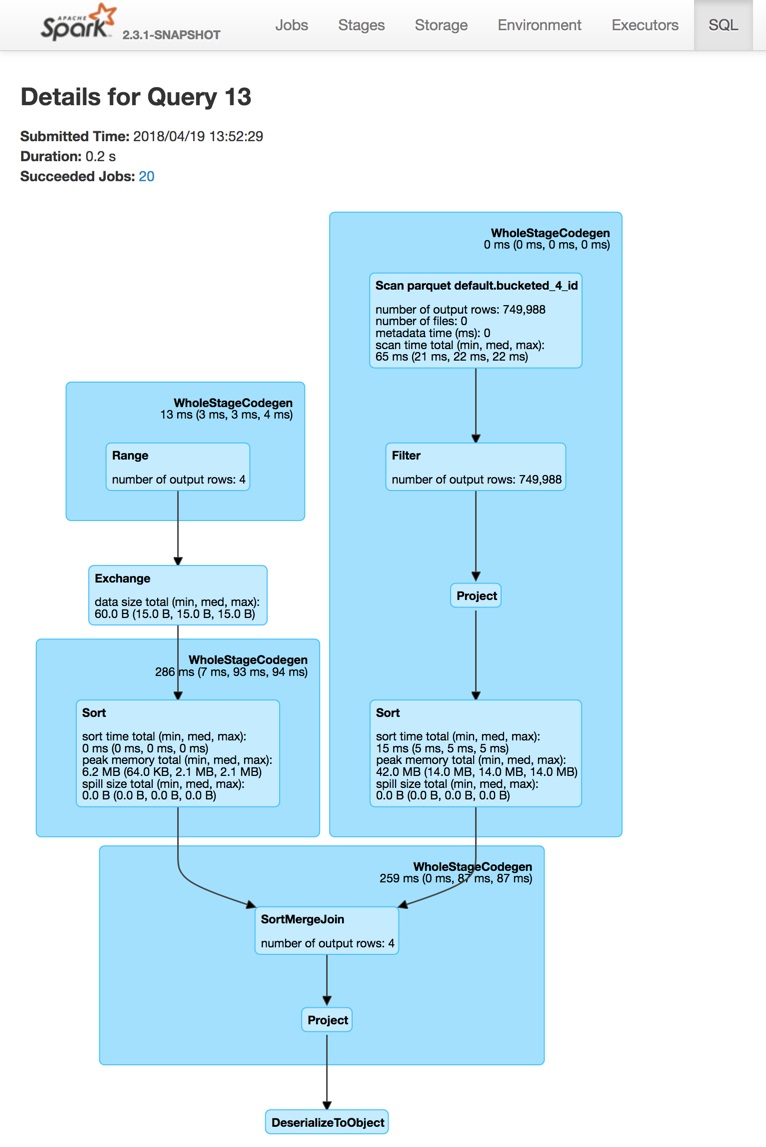 APACHE
Spark 2.3.1-SNAPSHOT Jobs Stages Storage Environment Executors SQL
Details for Query 13
Submitted Time: 2018/04/19 13:52:29
Duration: 0.2 s
Succeeded Jobs: 20
WholeStageCodegen
0 ms (0 ms, 0 ms, 0 ms)
Scan parquet default.bucketed_4_id
number of output rows: 749,988
number of files: 0
metadata time (ms): 0
scan time total (min, med, max):
65 ms (21 ms, 22 ms, 22 ms)
WholeStageCodegen
13 ms (3 ms, 3 ms, 4 ms)
Range
number of output rows: 4
Filter
number of output rows: 749,988
Exchange
data size total (min, med, max):
60.0 B (15.0 B, 15.0 B, 15.0 B)
Project
WholeStageCodegen
286 ms (7 ms, 93 ms, 94 ms)
Sort
sort time total (min, med, max):
0 ms (0 ms, 0 ms, 0 ms)
peak memory total (min, med, max):
6.2 MB (64.0 KB, 2.1 MB, 2.1 MB)
spill size total (min, med, max):
0.0 B (0.0 B, 0.0 B, 0.0 B)
Sort
sort time total (min, med, max):
15 ms (5 ms, 5 ms, 5 ms)
peak memory total (min, med, max):
42.0 MB (14.0 MB, 14.0 MB, 14.0 MB)
spill size total (min, med, max):
0.0 B (0.0 B, 0.0 B, 0.0 B)
WholeStageCodegen
259 ms (0 ms, 87 ms, 87 ms)
SortMergeJoin
number of output rows: 4
Project
DeserializeToObject